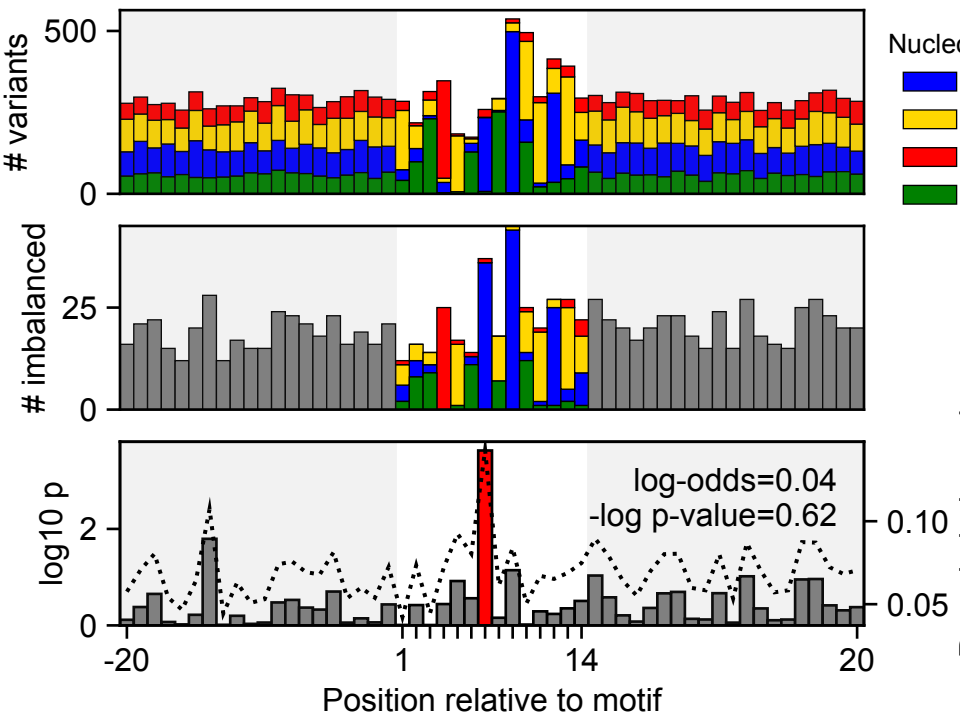 500
0
# variants
Nucleo
25
0
# imbalanced
log-odds=0.04
-log p-value=0.62
2
0
log10 p
0.10
0.05
-20
1
14
20
Position relative to motif